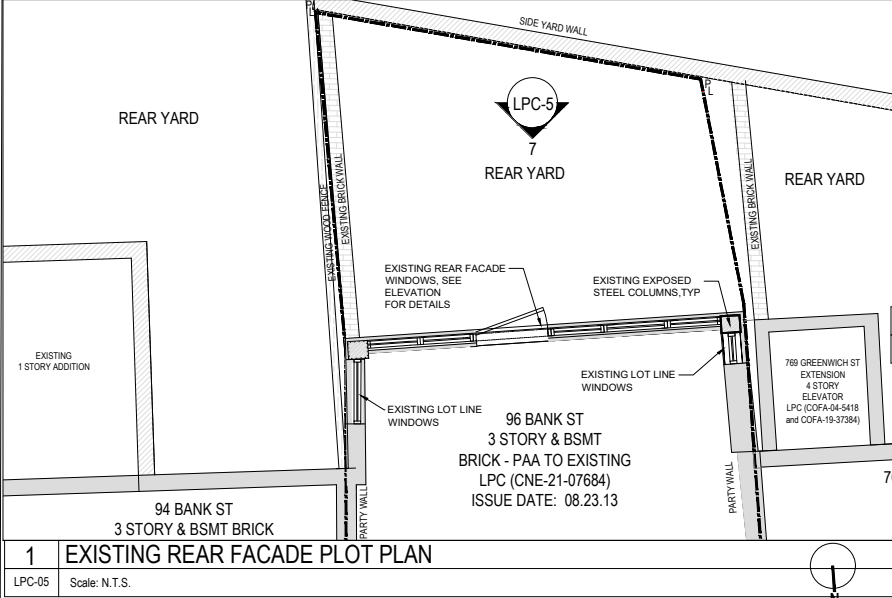 P
L
SIDE YARD WALL
P
L
REAR YARD
LPC-5
7
REAR YARD
REAR YARD
EXISTING WOOD FENCE
EXISTING BRICK WALL
EXISTING BRICK WALL
EXISTING REAR FACADE
WINDOWS, SEE
ELEVATION
FOR DETAILS
EXISTING EXPOSED
STEEL COLUMNS,TYP
EXISTING
1 STORY ADDITION
769 GREENWICH ST
EXTENSION
4 STORY
ELEVATOR
LPC (COFA-04-5418
and COFA-19-37384)
EXISTING LOT LINE
WINDOWS
EXISTING LOT LINE
WINDOWS
96 BANK ST
3 STORY & BSMT
BRICK - PAA TO EXISTING
LPC (CNE-21-07684)
ISSUE DATE: 08.23.13
PARTY WALL
PARTY WALL
94 BANK ST
3 STORY & BSMT BRICK
1
EXISTING REAR FACADE PLOT PLAN
LPC-05
Scale: N.T.S.
N